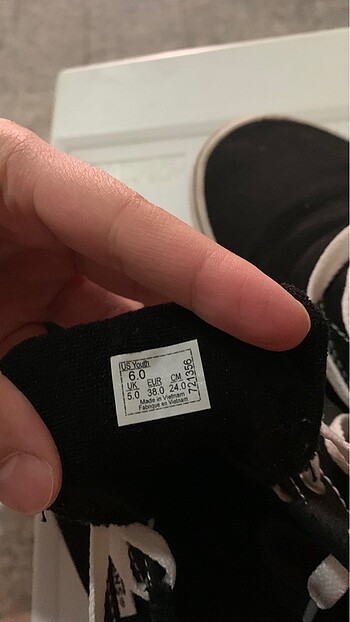 US Youth
6.0
UK EUR CM
5.0 38.0 24.0
Made in Vietnam
Fabriqué en Vietnam
721356